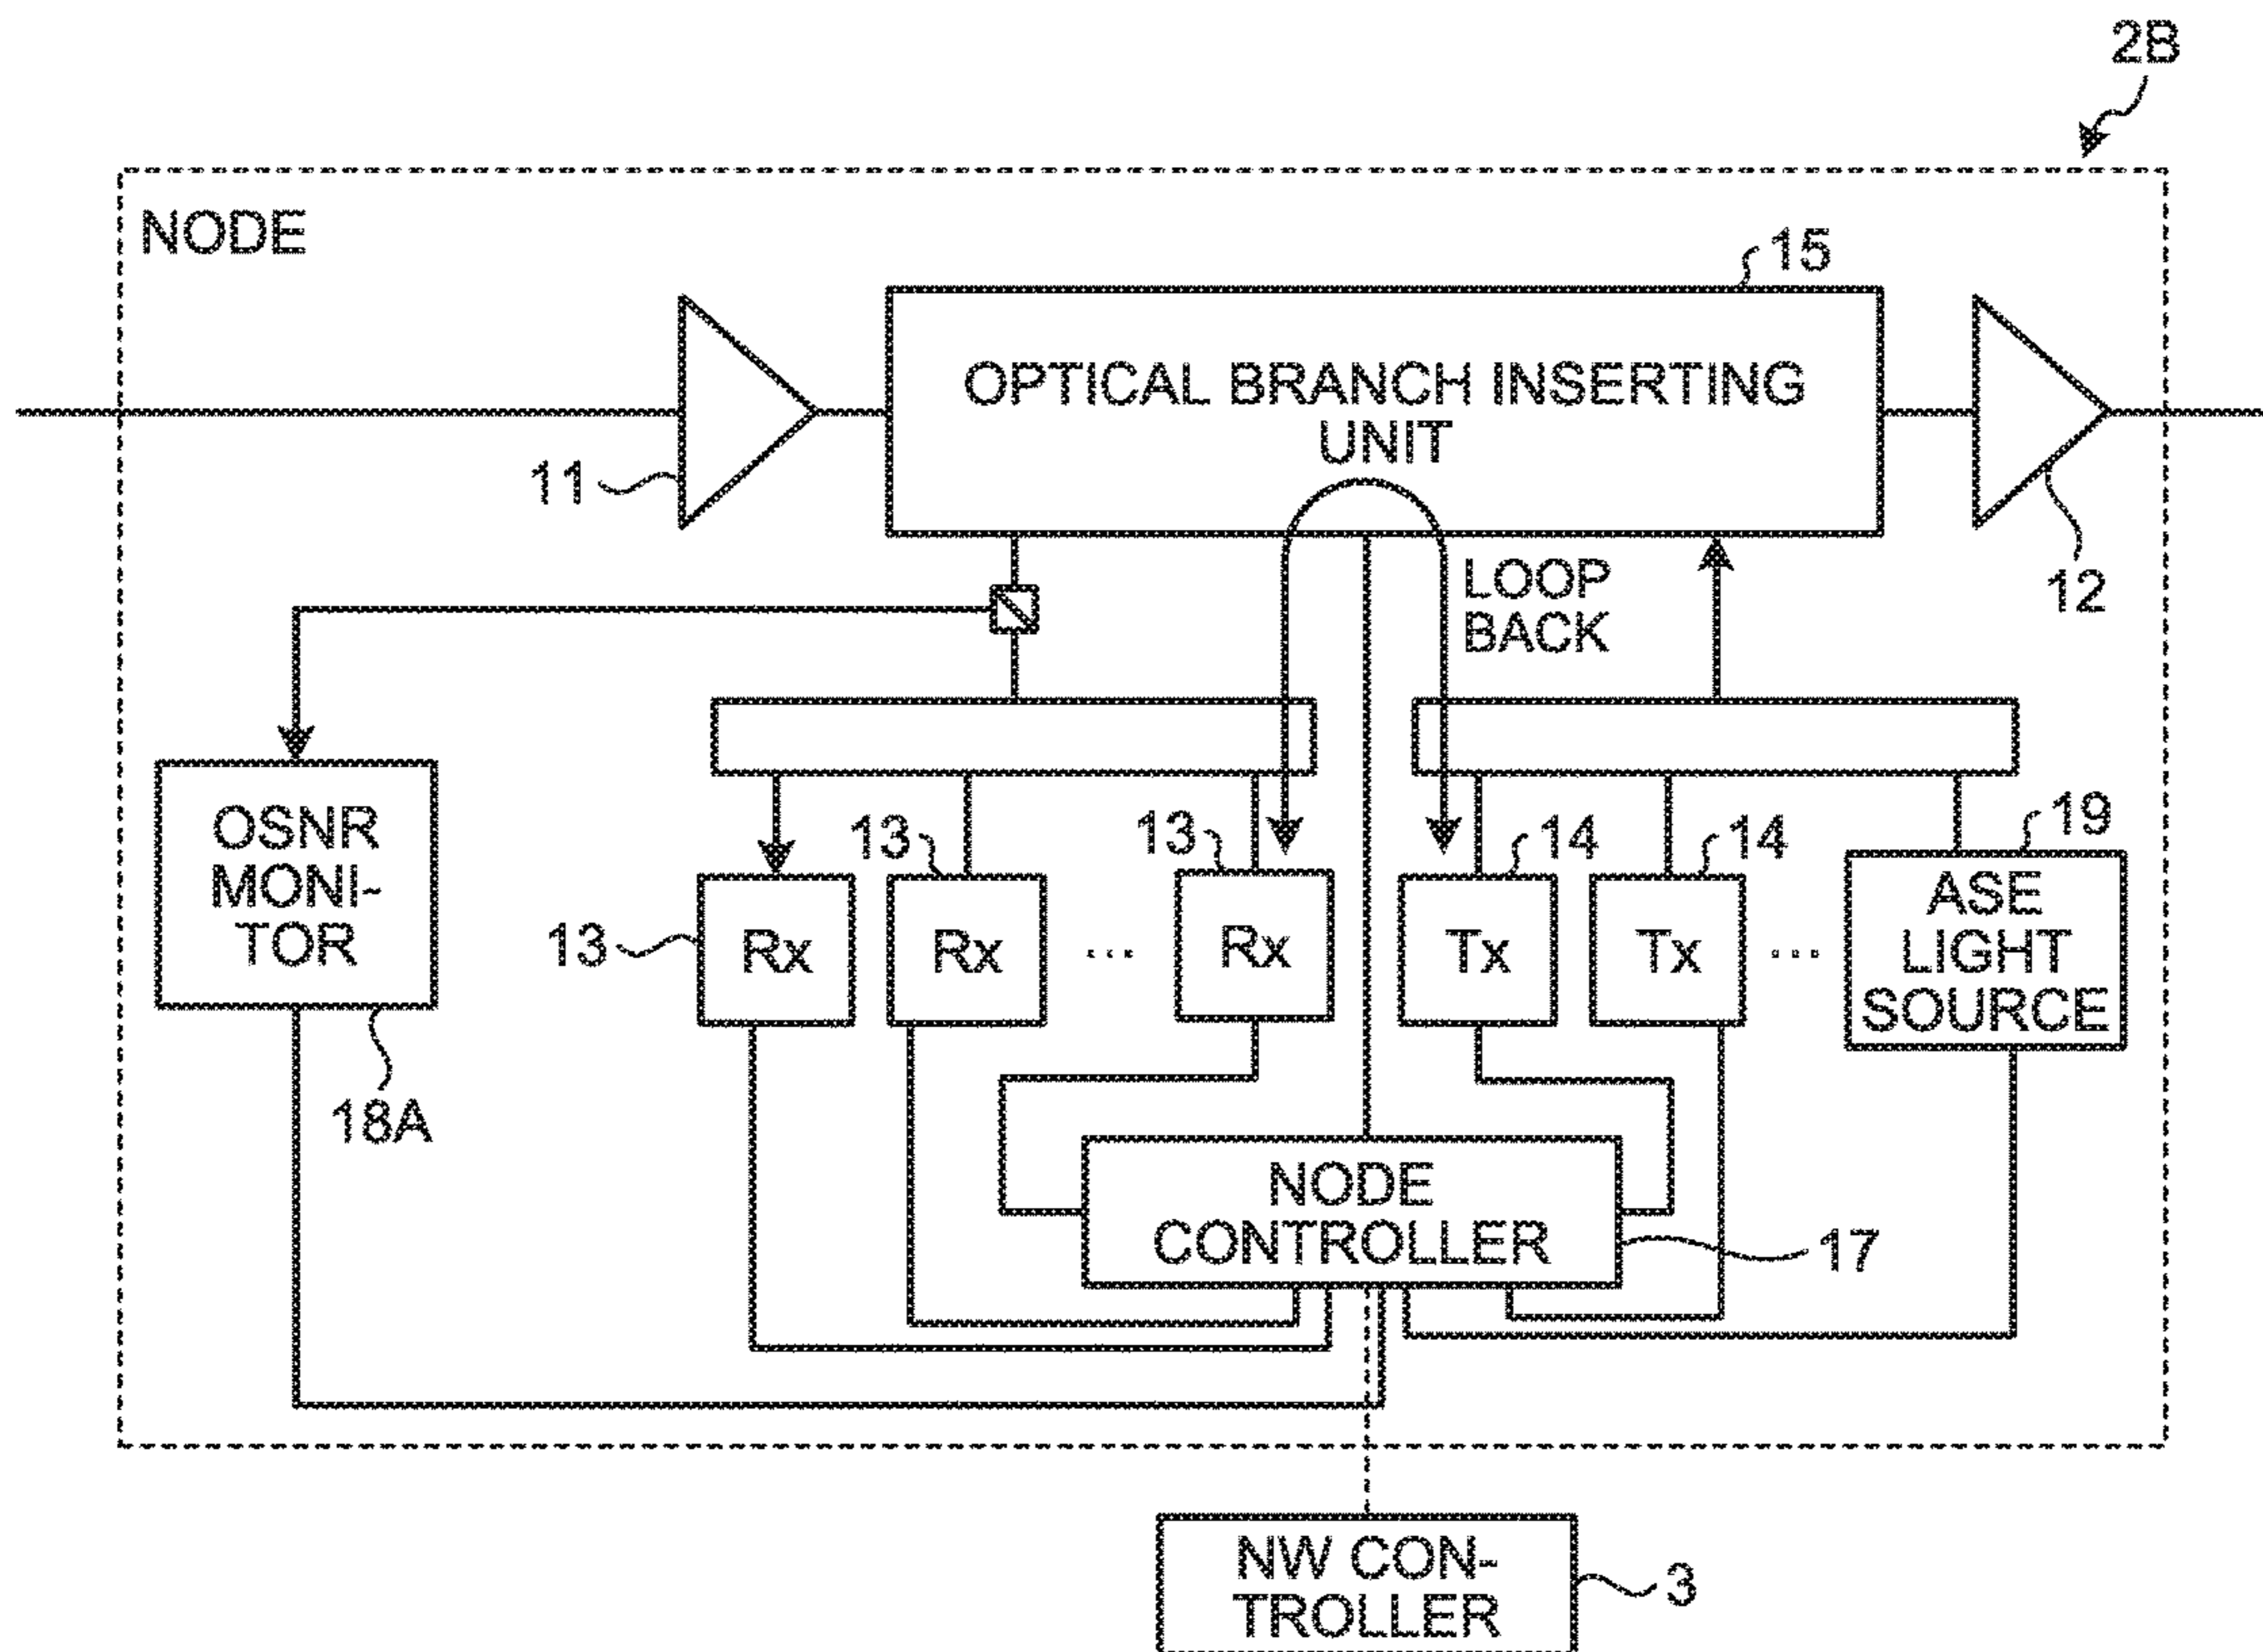 2B
NODE
15
OPTICAL BRANCH INSERTING
UNIT
11
12
LOOP
BACK
OSNR
MONI-
TOR
18A
13
13
13
14
14
19
Rx
Rx
...
Rx
Tx
Tx
...
ASE
LIGHT
SOURCE
NODE
CONTROLLER
17
NW CON-
TROLLER
3